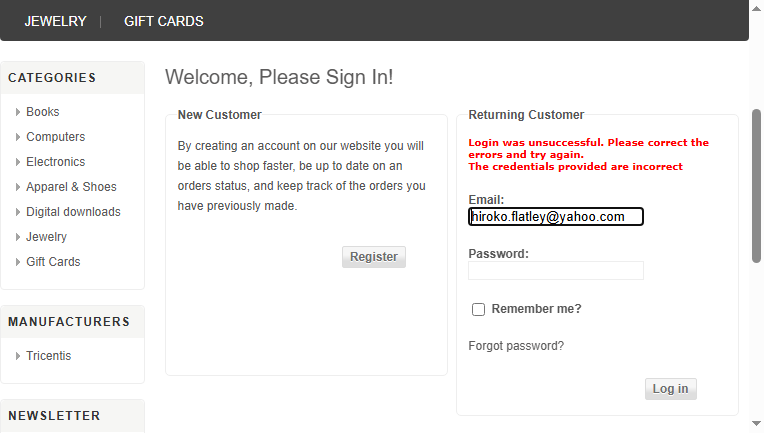 JEWELRY | GIFT CARDS
CATEGORIES
Books
Computers
Electronics
Apparel & Shoes
Digital downloads
Jewelry
Gift Cards
MANUFACTURERS
Tricentis
NEWSLETTER
Welcome, Please Sign In!
New Customer
By creating an account on our website you will
be able to shop faster, be up to date on an
orders status, and keep track of the orders you
have previously made.
Register
Returning Customer
Login was unsuccessful. Please correct the
errors and try again.
The credentials provided are incorrect
Email:
hiroko.flatley@yahoo.com
Password:
Remember me?
Forgot password?
Log in